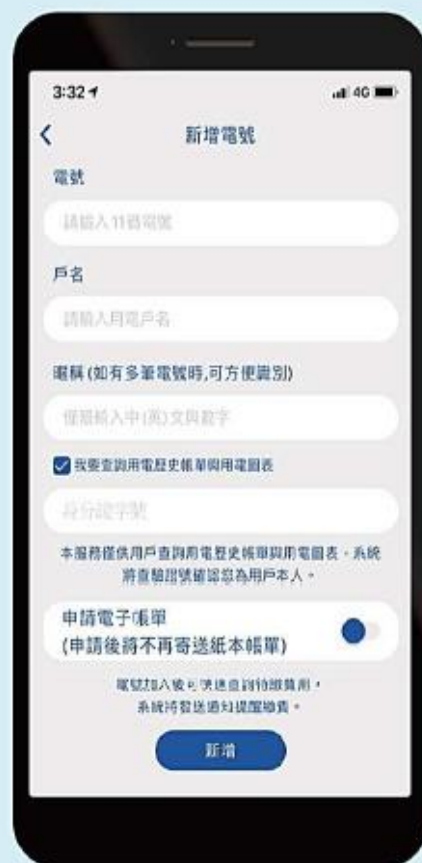 3:32
4G
新增電號
電號
請輸入11碼電號
戶名
請輸入用電戶名
暱稱(如有多筆電號時,可方便識別)
僅限輸入中(英)文與數字
我要查詢用電歷史帳單與用電圖表
身分證字號
本服務僅供用戶查詢用電歷史帳單與用電圖表，系統
將查驗證號確認您為用戶本人。
申請電子帳單
(申請後將不再寄送紙本帳單)
電號加入後可快速查詢待繳費用，
系統將發送通知提醒繳費。
新增